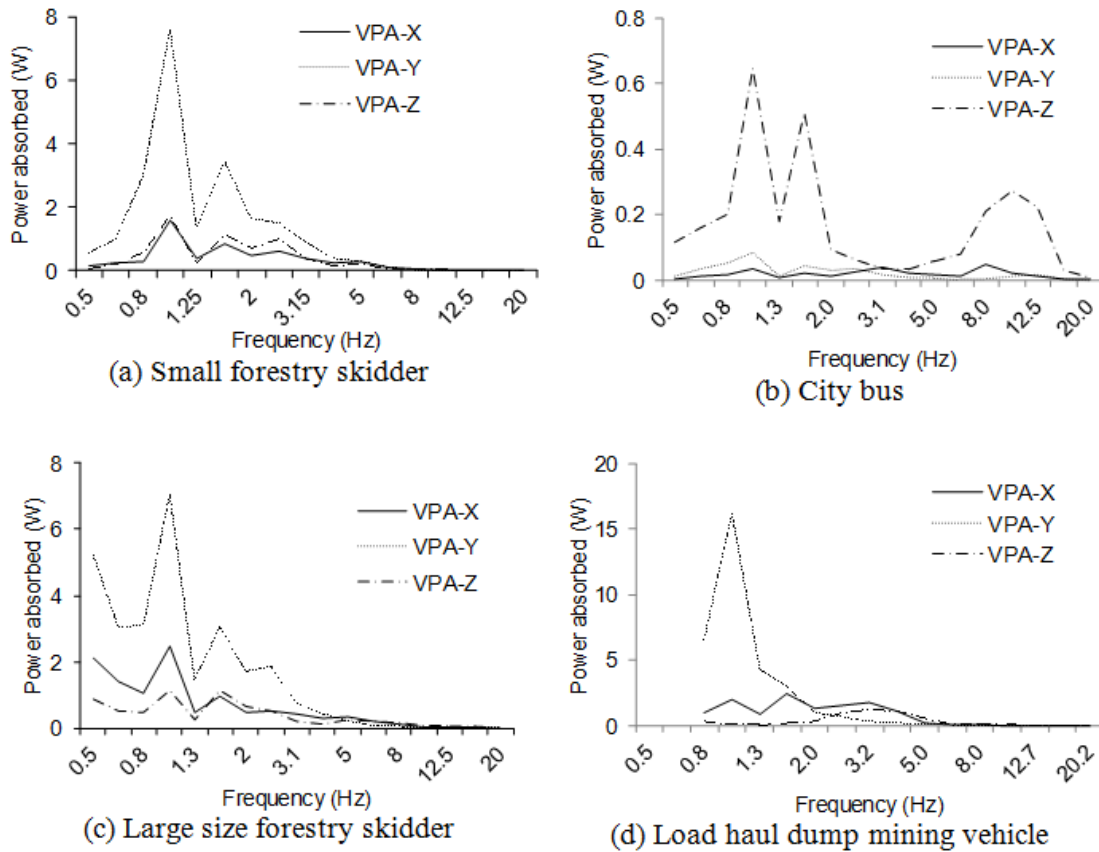 8
6
4
2
0
Power absorbed (W)
VPA-X
VPA-Y
VPA-Z
0.5
0.8
1.25
2
3.15
5
8
12.5
20
Frequency (Hz)
(a) Small forestry skidder
0.8
0.6
0.4
0.2
0
Power absorbed (W)
VPA-X
VPA-Y
VPA-Z
0.5
0.8
1.3
2.0
3.1
5.0
8.0
12.5
20.0
Frequency (Hz)
(b) City bus
8
6
4
2
0
Power absorbed (W)
VPA-X
VPA-Y
VPA-Z
0.5
0.8
1.3
2
3.1
5
8
12.5
20
Frequency (Hz)
(c) Large size forestry skidder
20
15
10
5
0
Power absorbed (W)
VPA-X
VPA-Y
VPA-Z
0.5
0.8
1.3
2.0
3.2
5.0
8.0
12.7
20.2
Frequency (Hz)
(d) Load haul dump mining vehicle